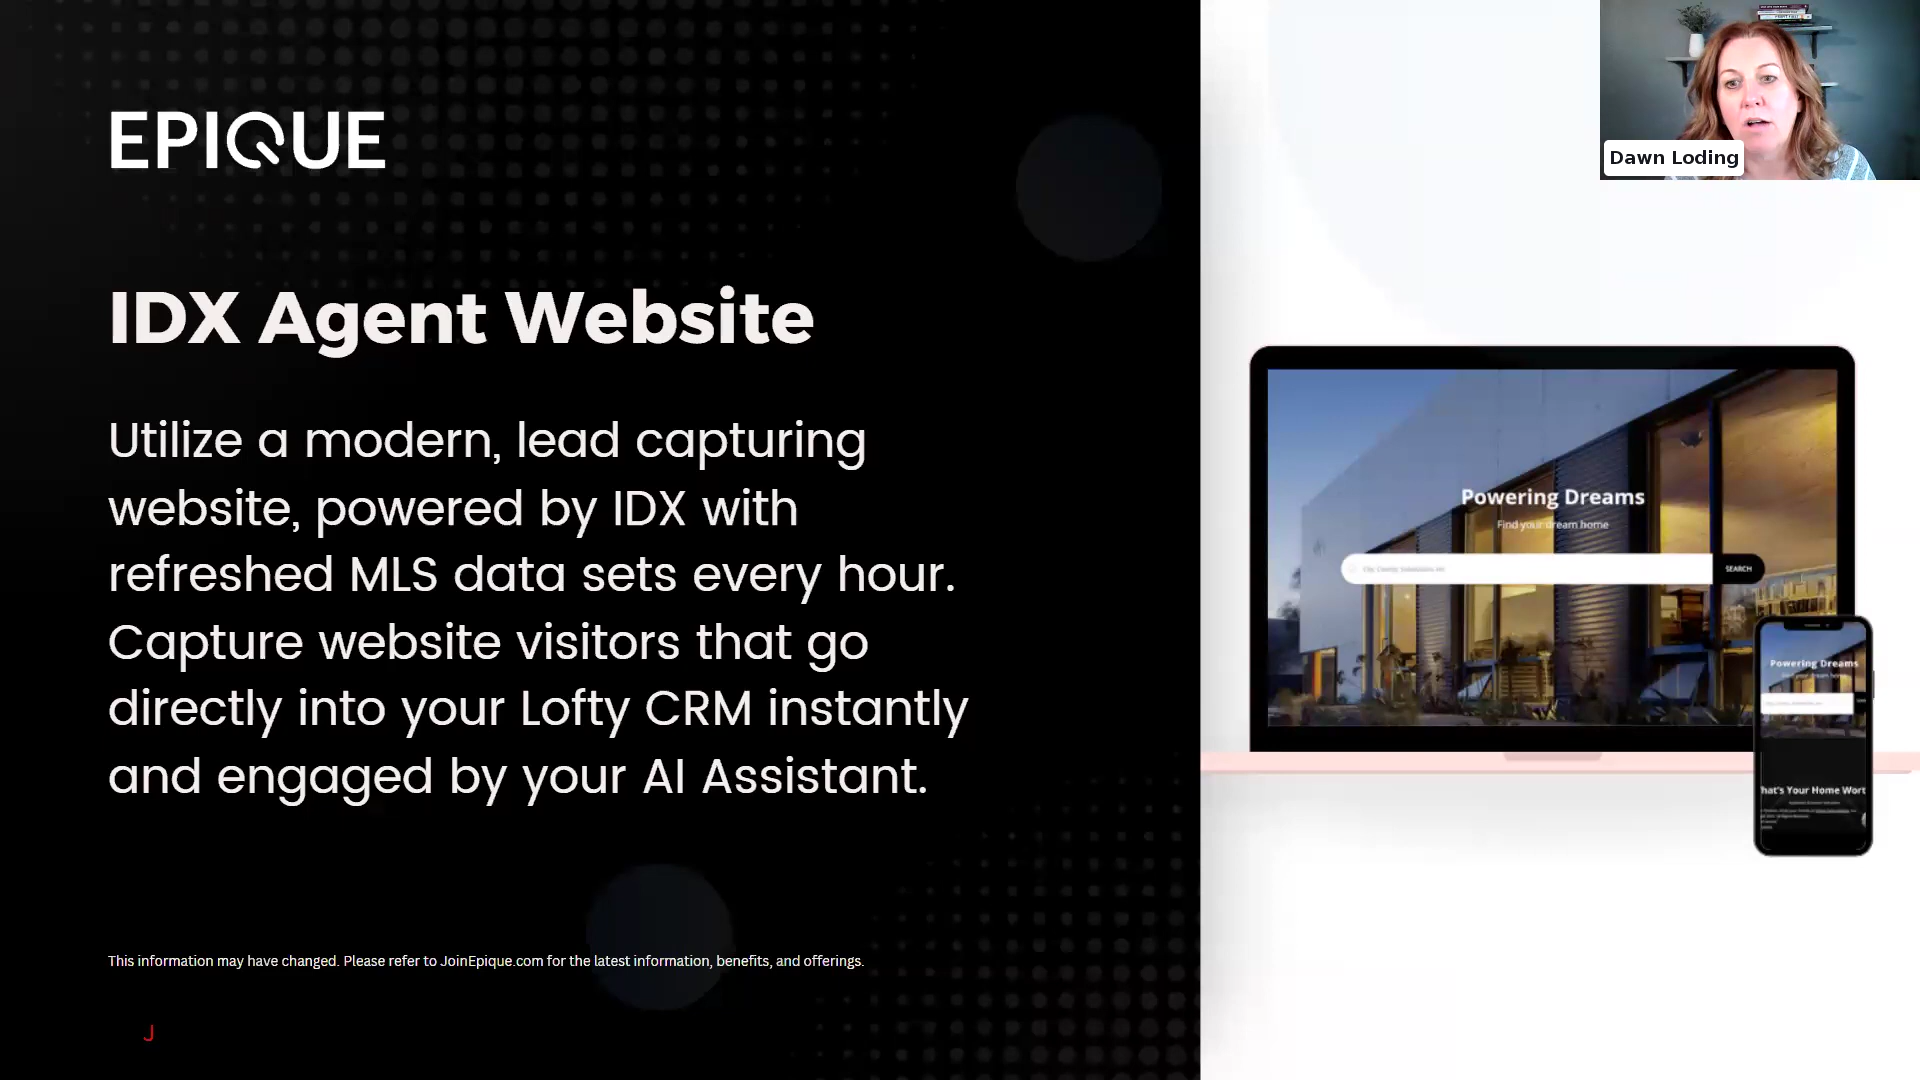 EPIQUE
Dawn Loding
IDX Agent Website
Utilize a modern, lead capturing
website, powered by IDX with
refreshed MLS data sets every hour.
Capture website visitors that go
directly into your Lofty CRM instantly
and engaged by your AI Assistant.
Powering Dreams
Find your dream home
SEARCH
Powering Dreams
hat's Your Home Wort
This information may have changed. Please refer to JoinEpique.com for the latest information, benefits, and offerings.
J